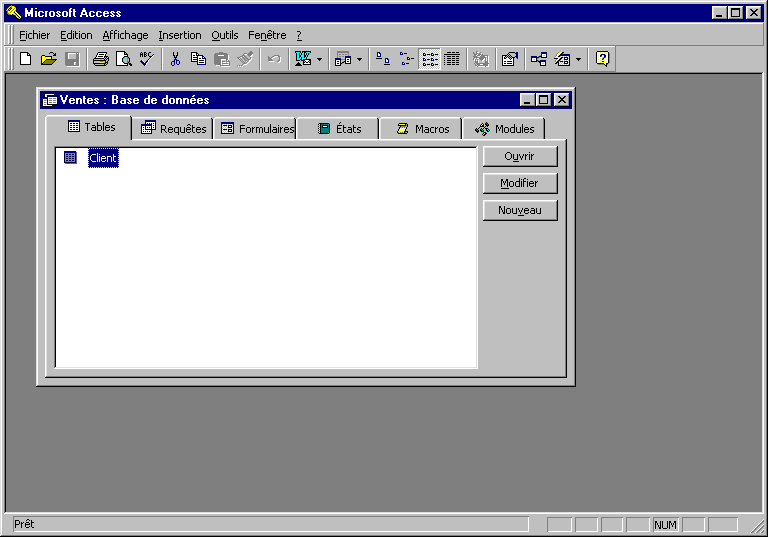 Microsoft Access
Fichier Edition Affichage Insertion Outils Fenêtre ?
Ventes : Base de données
Tables Requêtes Formulaires États Macros Modules
Client
Ouvrir
Modifier
Nouveau
Prêt NUM